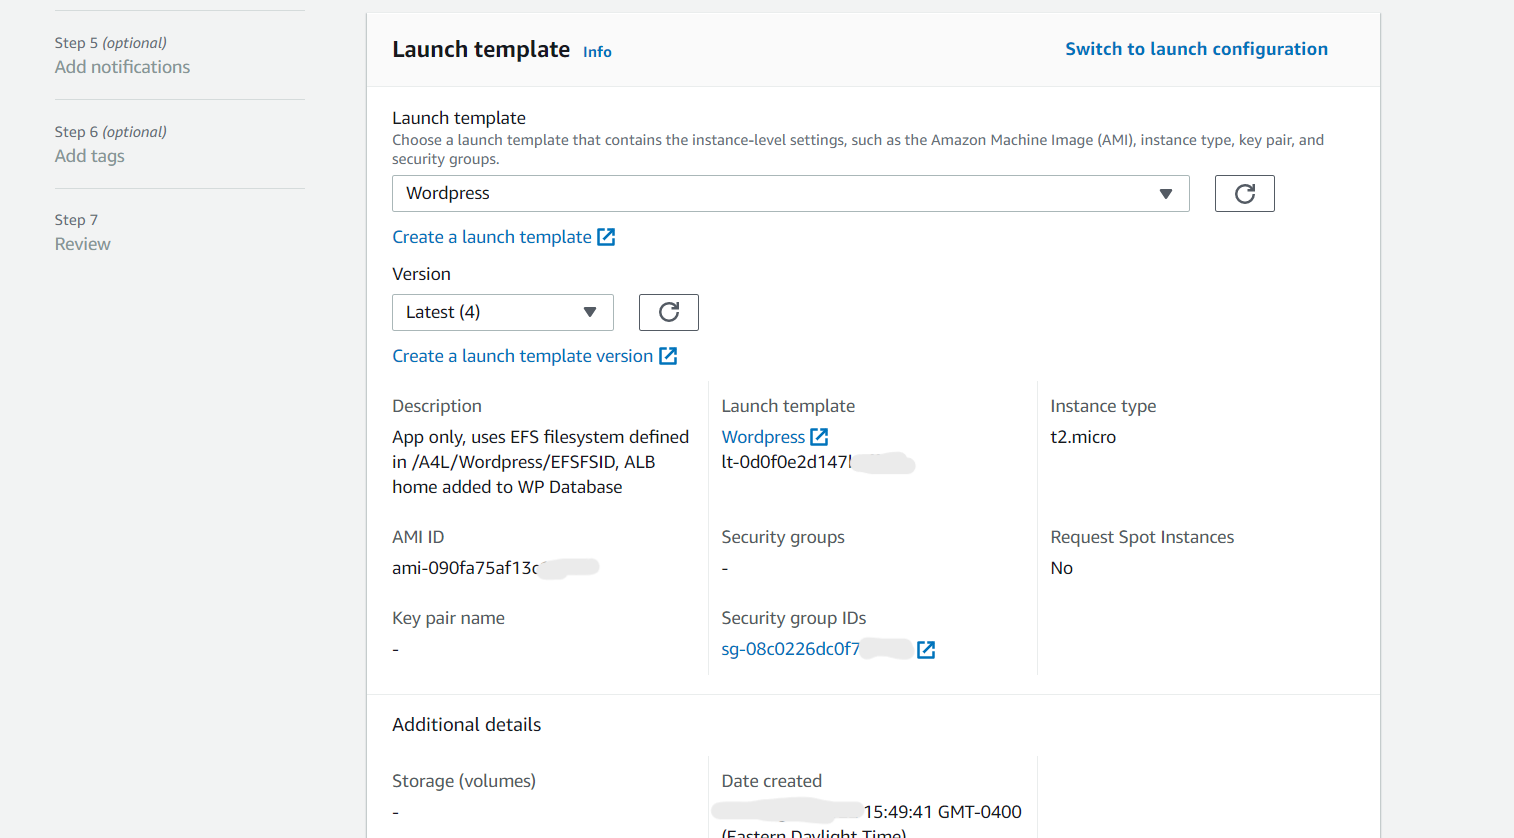 Step 5 (optional)
Add notifications
Step 6 (optional)
Add tags
Step 7
Review
Launch template Info
Switch to launch configuration
Launch template
Choose a launch template that contains the instance-level settings, such as the Amazon Machine Image (AMI), instance type, key pair, and
security groups.
Wordpress
Create a launch template
Version
Latest (4)
Create a launch template version
Description
App only, uses EFS filesystem defined
in /A4L/Wordpress/EFSFSID, ALB
home added to WP Database
Launch template
Wordpress
lt-0d0f0e2d147
Instance type
t2.micro
AMI ID
ami-090fa75af13
Security groups
-
Request Spot Instances
No
Key pair name
-
Security group IDs
sg-08c0226dc0f7
Additional details
Storage (volumes)
-
Date created
15:49:41 GMT-0400
(Eastern Daylight Time)